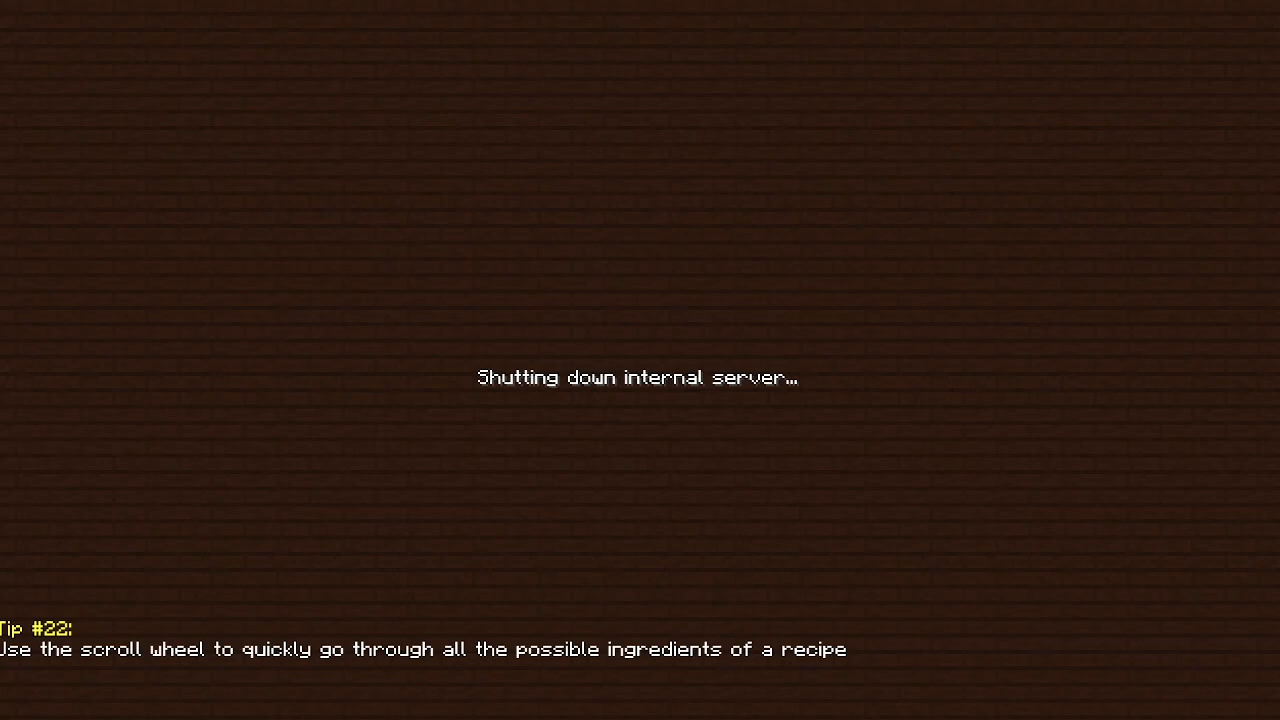 Shutting down internal server...
Tip #22:
Use the scroll wheel to quickly go through all the possible ingredients of a recipe